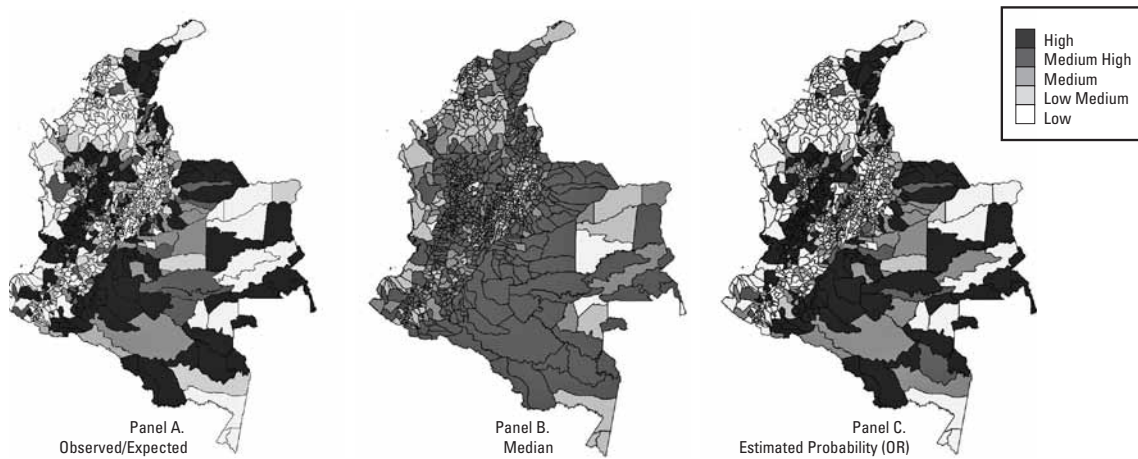 High
Medium High
Medium
Low Medium
Low
Panel A.
Observed/Expected
Panel B.
Median
Panel C.
Estimated Probability (OR)